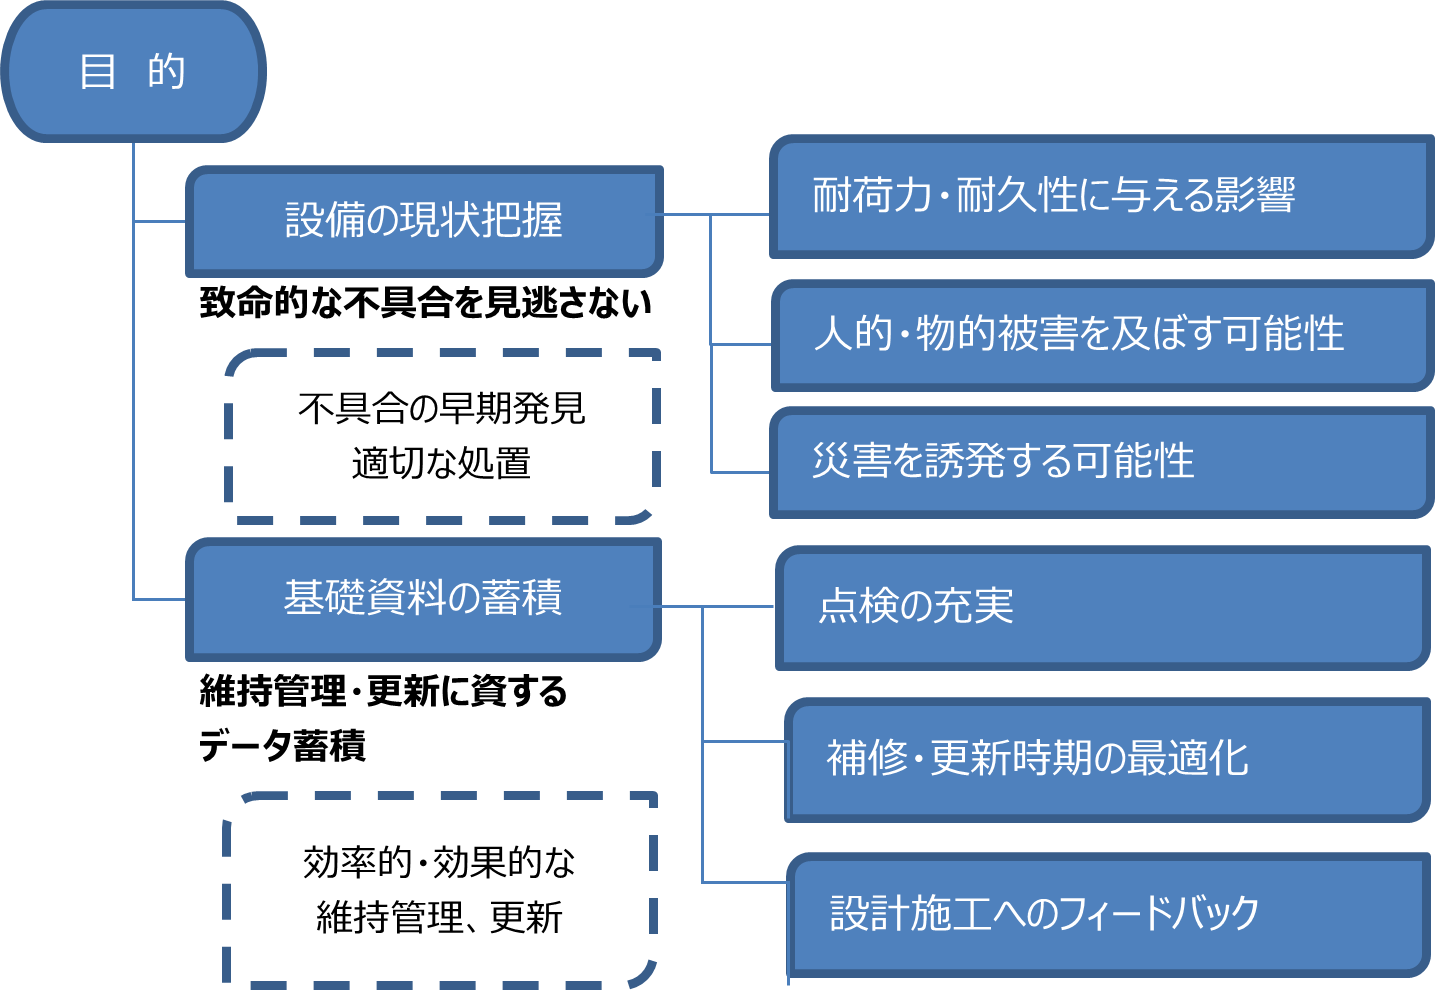 目　的
設備の現状把握
致命的な不具合を見逃さない
不具合の早期発見
適切な処置
耐荷力・耐久性に与える影響
人的・物的被害を及ぼす可能性
災害を誘発する可能性
基礎資料の蓄積
維持管理・更新に資する
データ蓄積
効率的・効果的な
維持管理、更新
点検の充実
補修・更新時期の最適化
設計施工へのフィードバック